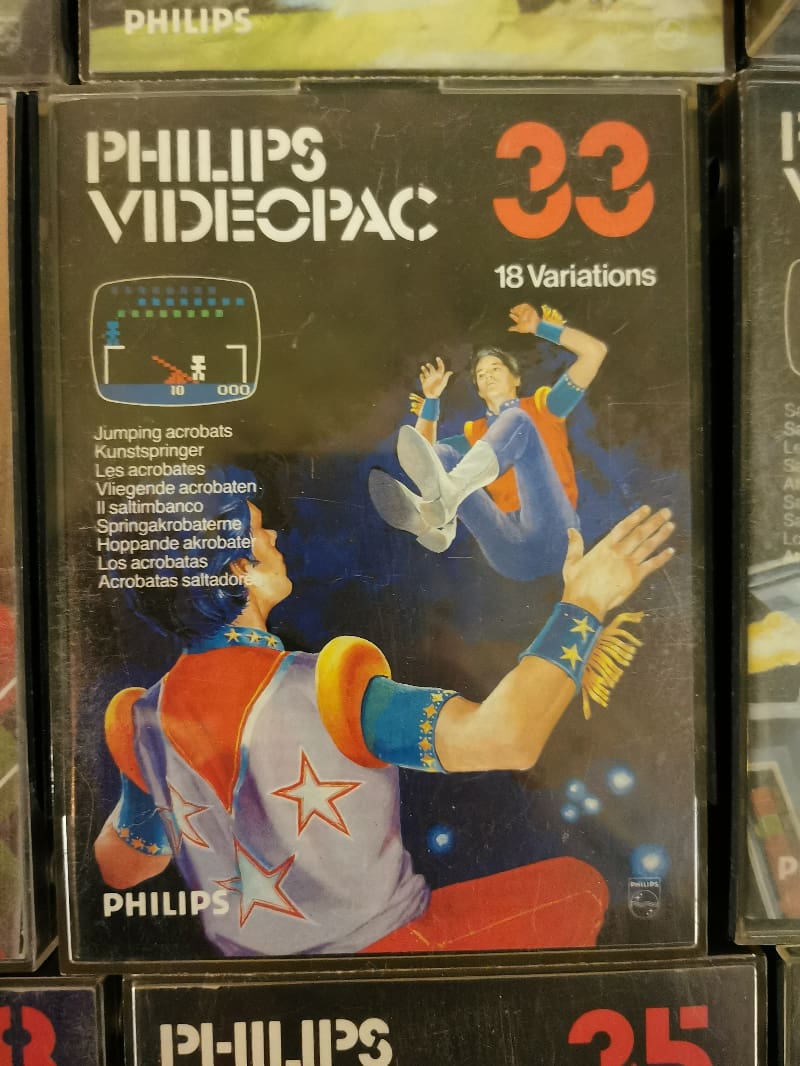 PHILIPS
PHILIPS
VIDEOPAC
33
18 Variations
10 000
Jumping acrobats
Kunstspringer
Les acrobates
Vliegende acrobaten
Il saltimbanco
Springakrobaterne
Hoppande akrobater
Los acrobatas
Acrobatas saltadores
PHILIPS
PHILIPS
PHILIPS
35